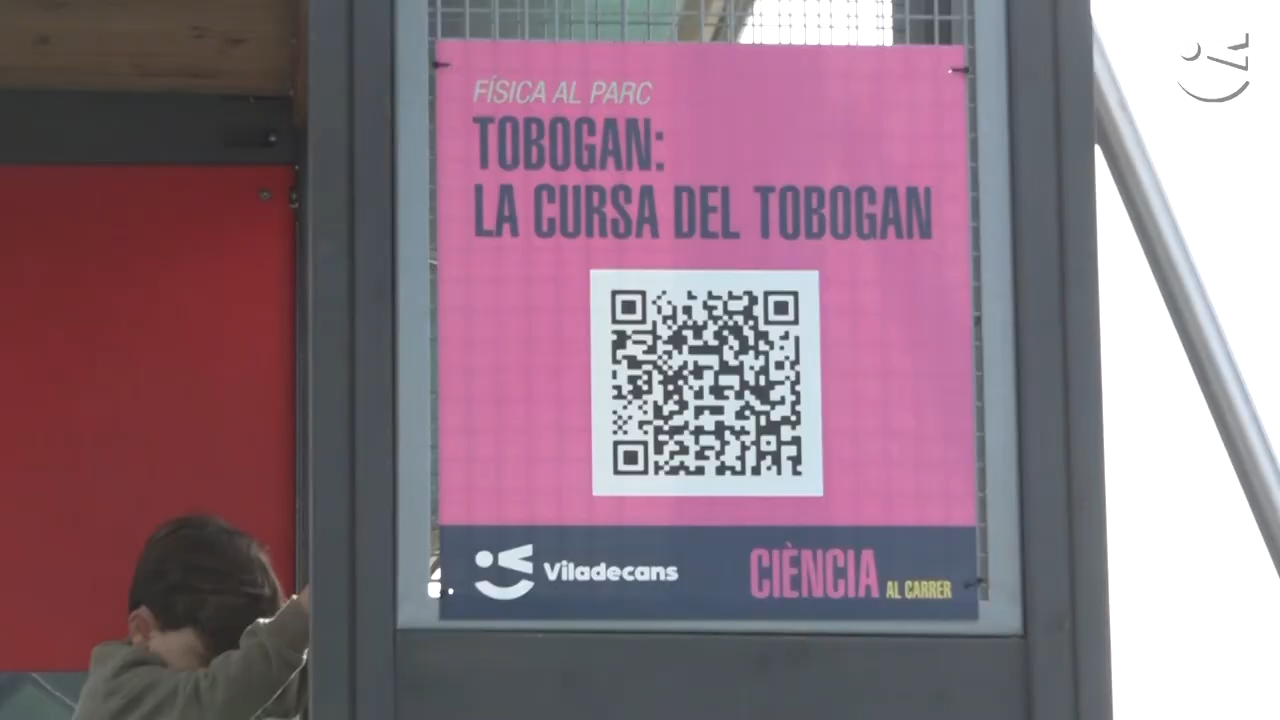 FÍSICA AL PARC
TOBOGAN:
LA CURSA DEL TOBOGAN
Viladecans
CIÈNCIA AL CARRER